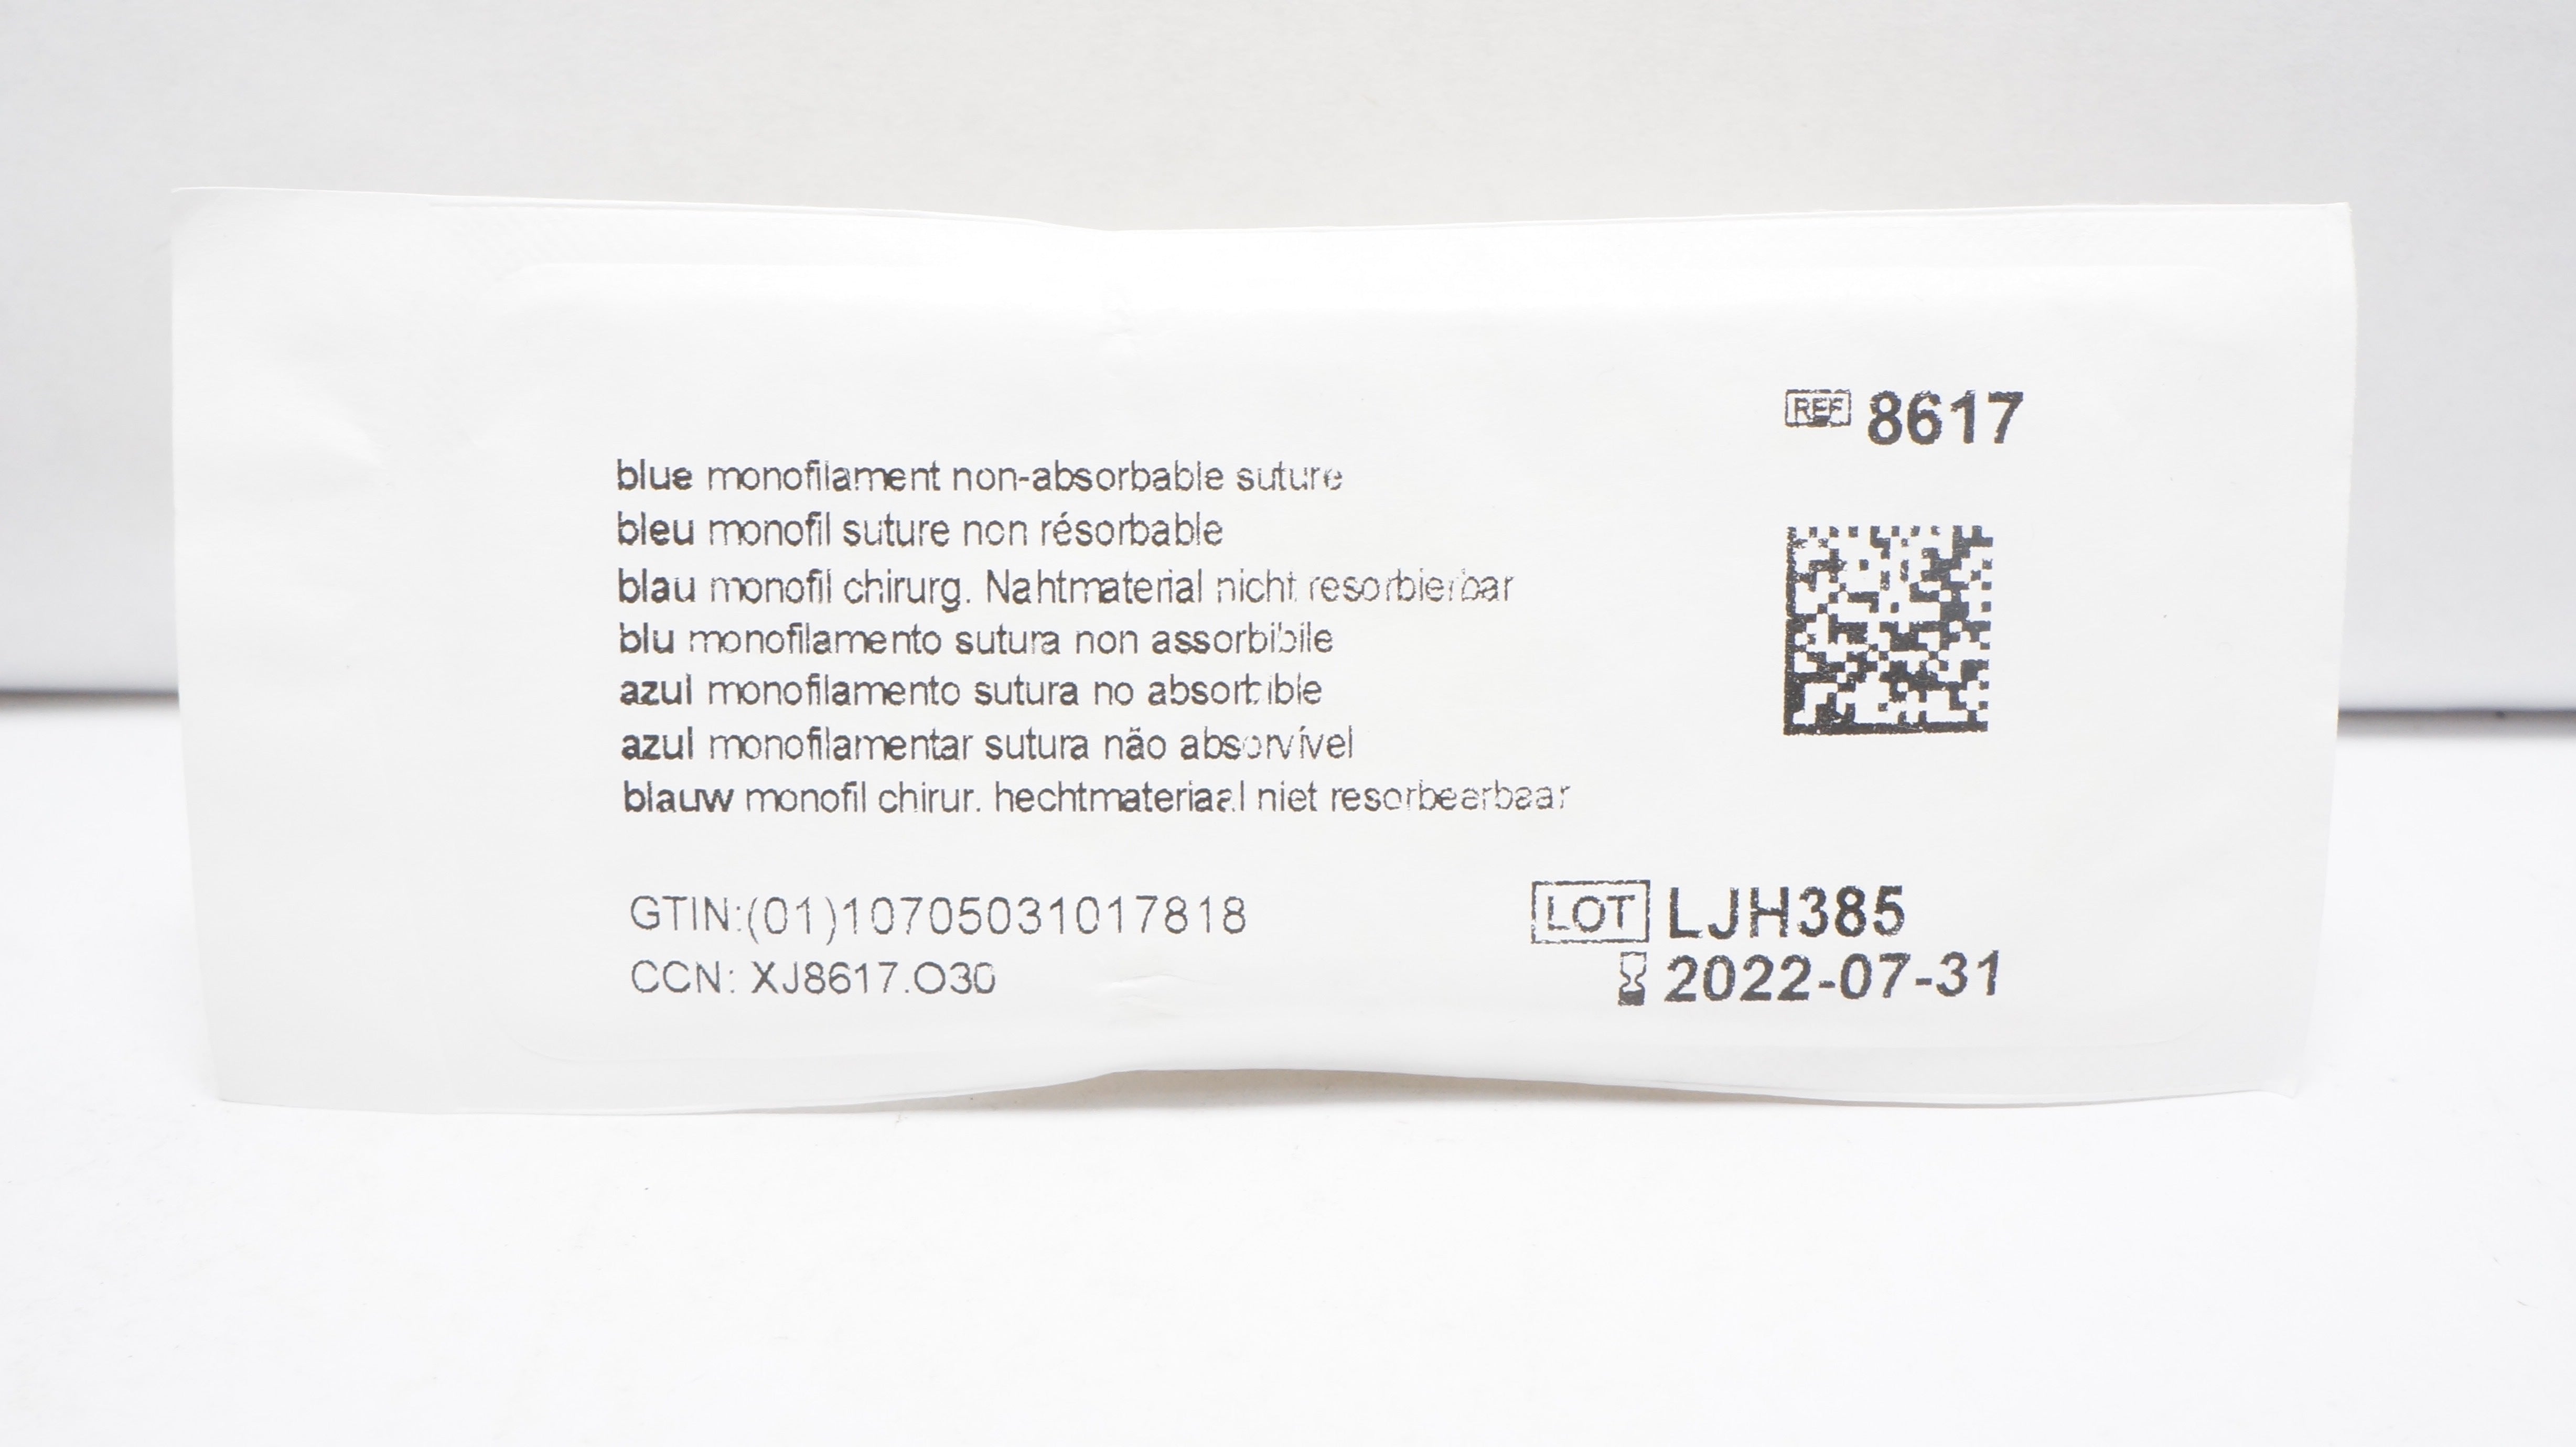 REF 8617
blue monofilament non-absorbable suture
bleu monofil suture non résorbable
blau monofil chirurg. Nahtmaterial nicht resorbierbar
blu monofilamento sutura non assorbibile
azul monofilamento sutura no absorbible
azul monofilamentar sutura não absorvível
blauw monofil chirur. hechtmateriaal niet resorbearbaar
GTIN:(01)10705031017818
CCN: XJ8617.O30
LOT LJH385
2022-07-31